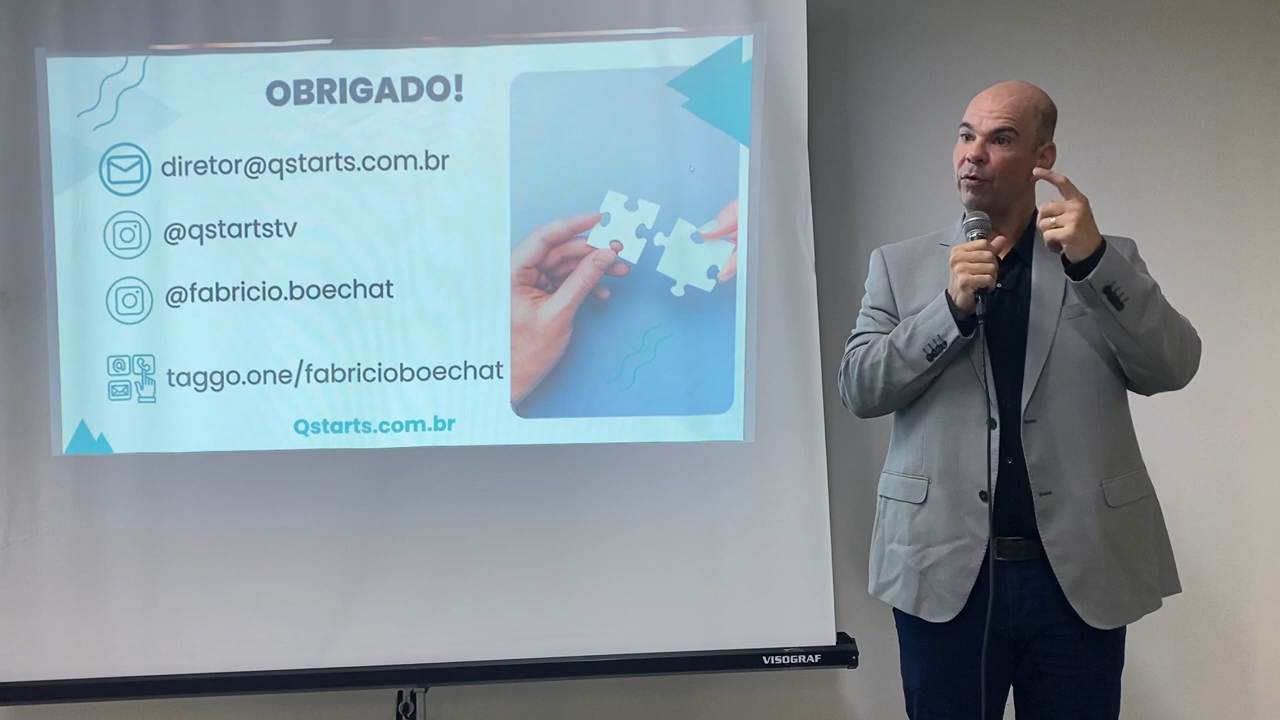 OBRIGADO!
diretor@qstarts.com.br
@qstartstv
@fabricio.boechat
taggo.one/fabricioboechat
Qstarts.com.br
VISOGRAF